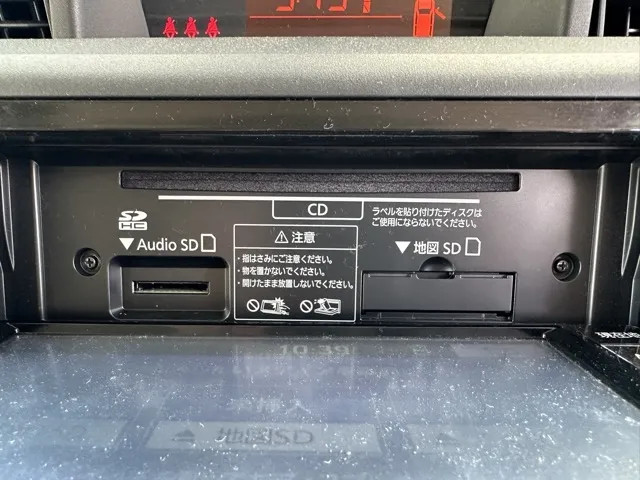 CD
ラベルを貼り付けたディスクは
ご使用にならないでください。
SD
HC
▼Audio SD
⚠注意
・指はさみにご注意ください。
・物を置かないでください。
・開けたまま放置しないでください。
▼地図 SD
10:39
挿入
▲ 地図SD